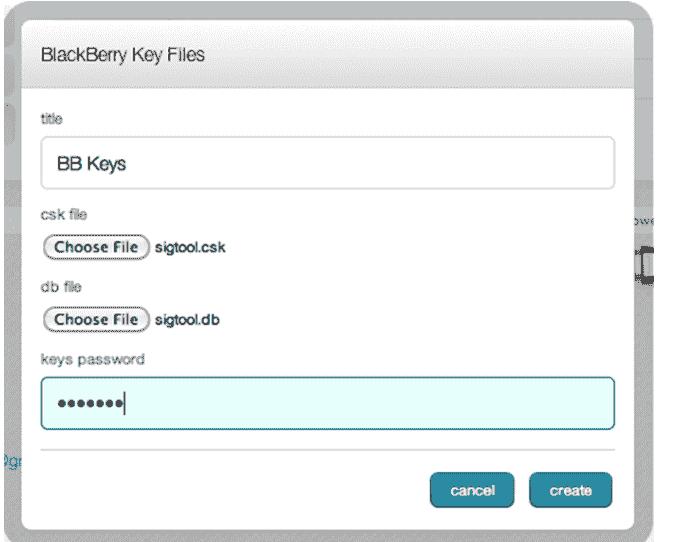 BlackBerry Key Files
title
BB Keys
csk file
Choose File sigtool.csk
db file
Choose File sigtool.db
keys password
•••••••
cancel create